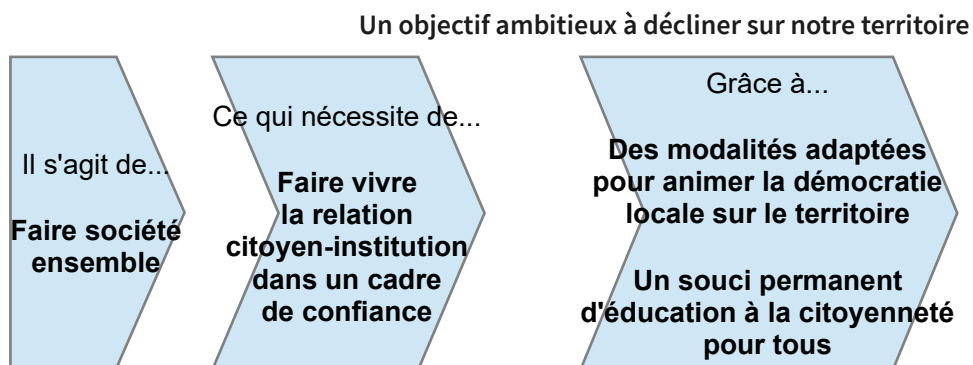 Un objectif ambitieux à décliner sur notre territoire
Il s'agit de...
Faire société
ensemble
Ce qui nécessite de...
Faire vivre
la relation
citoyen-institution
dans un cadre
de confiance
Grâce à...
Des modalités adaptées
pour animer la démocratie
locale sur le territoire
Un souci permanent
d'éducation à la citoyenneté
pour tous